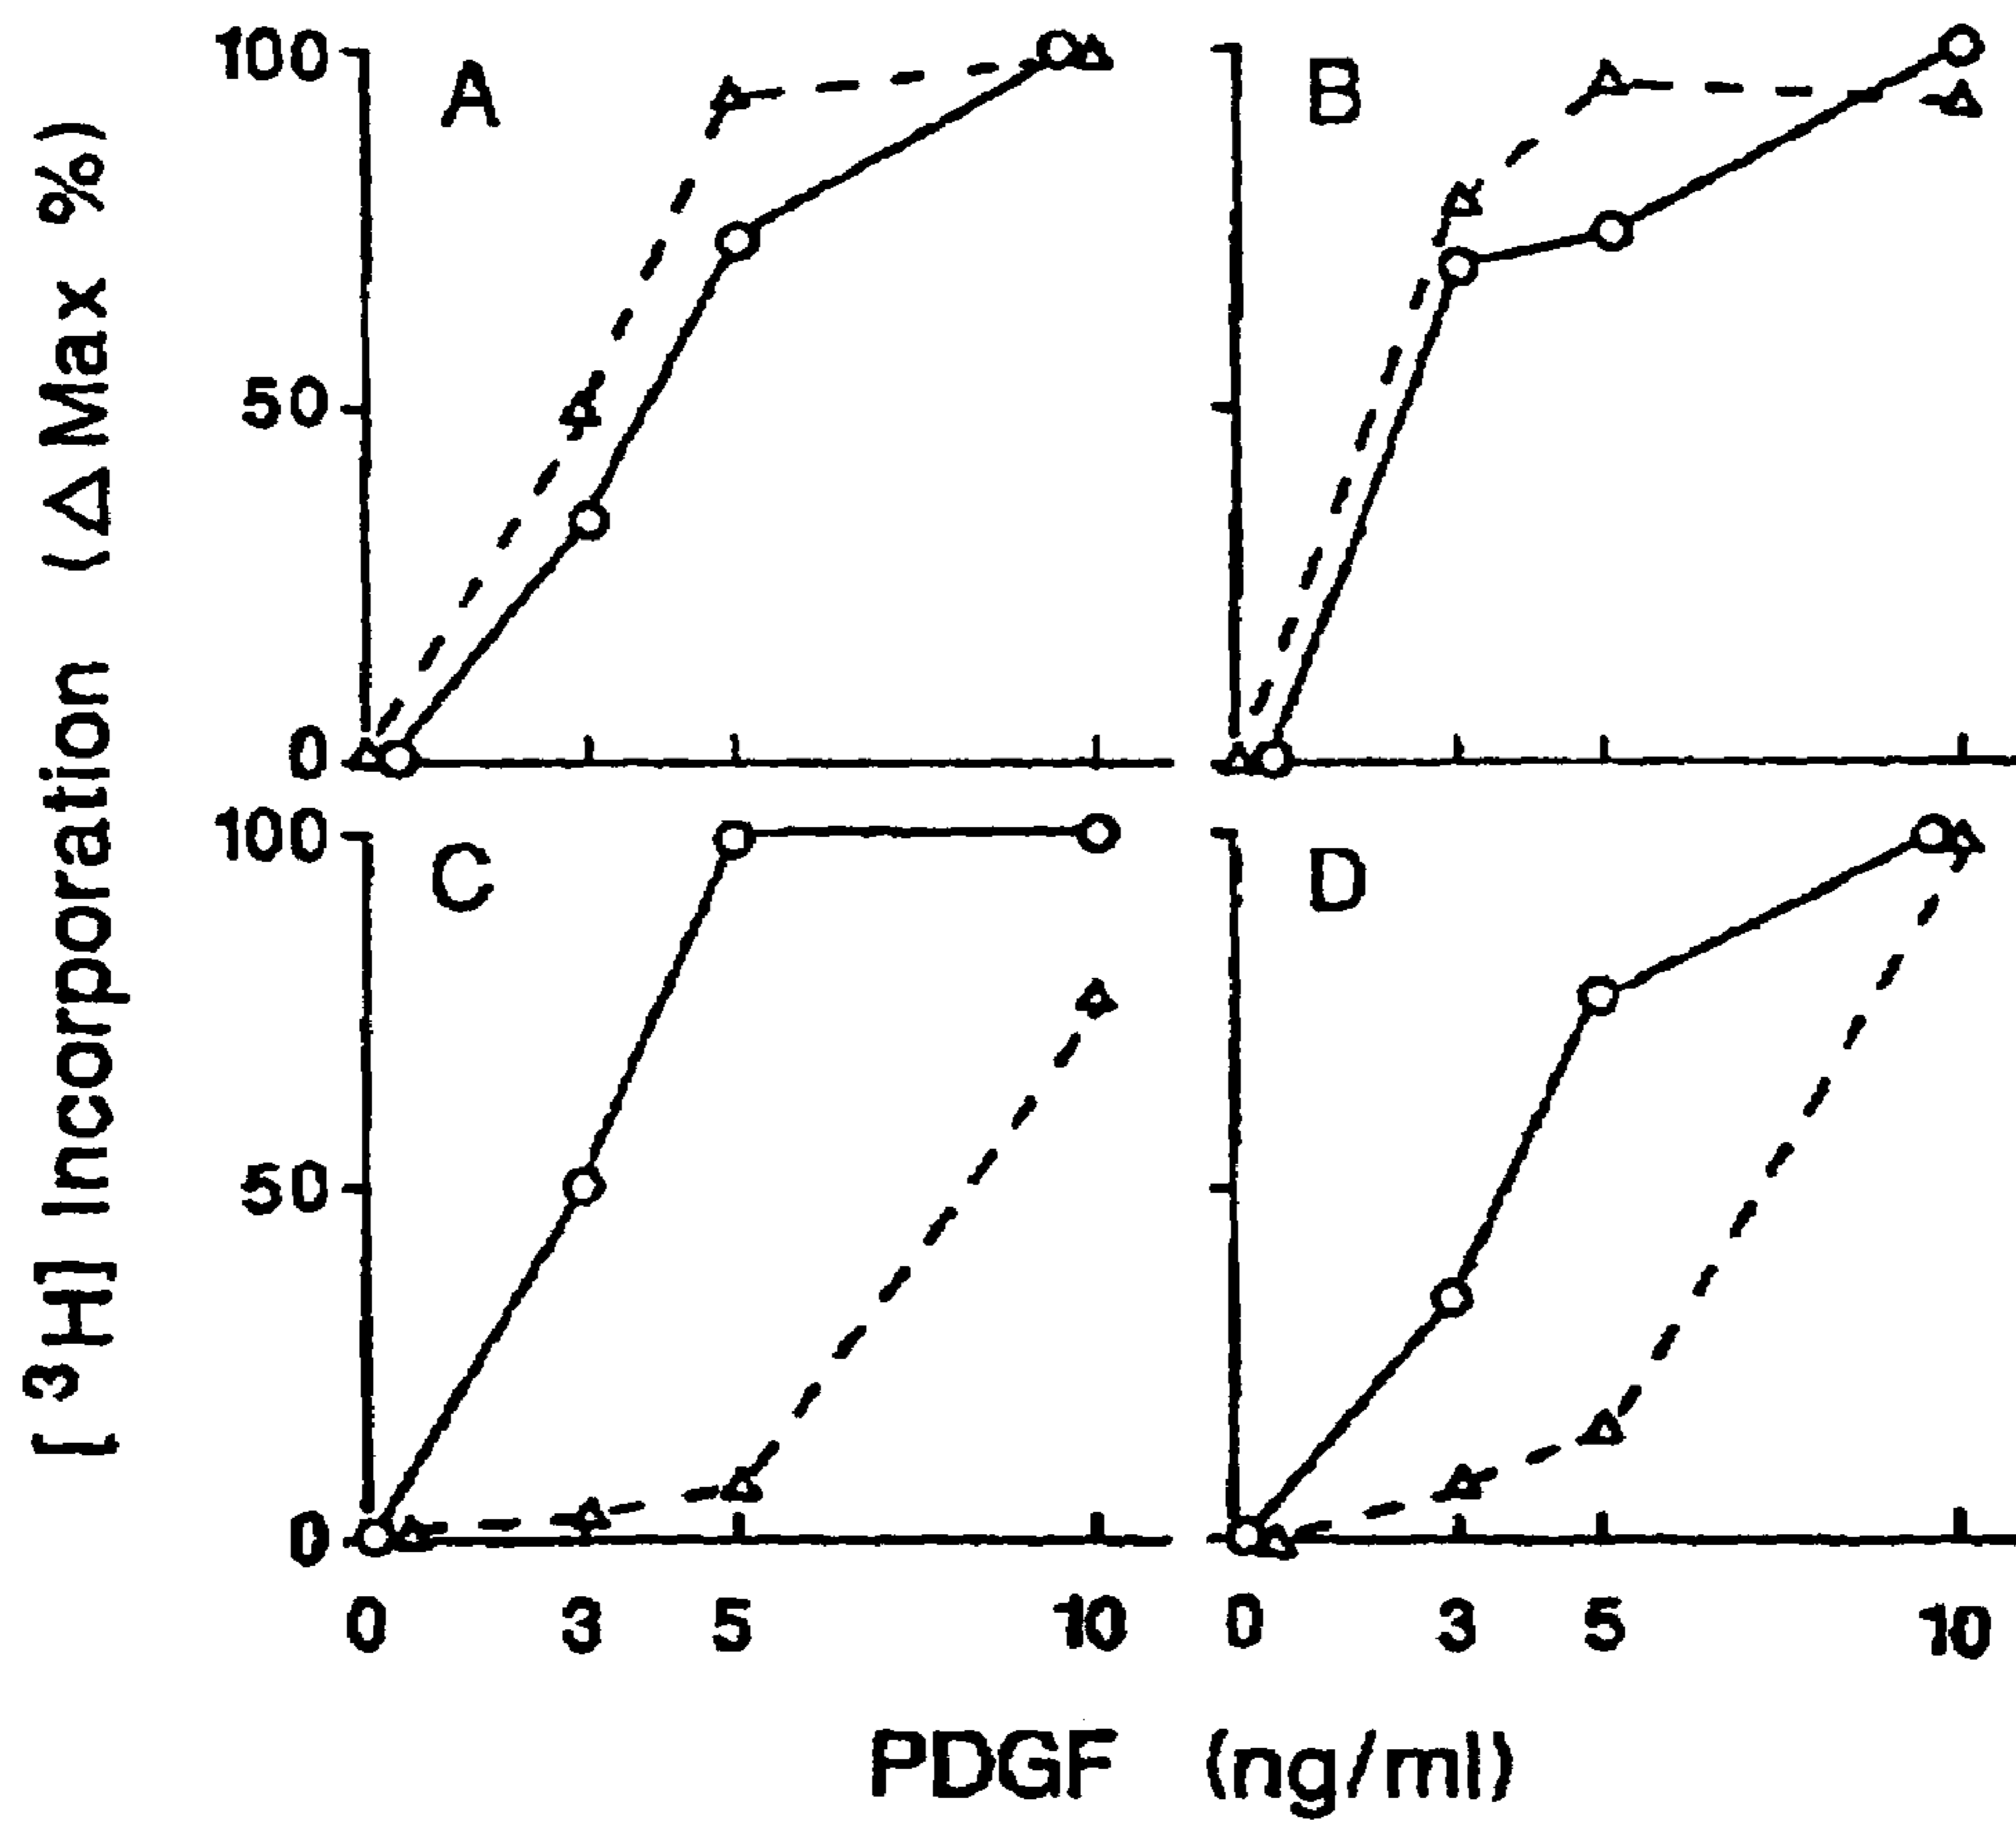 [³H] Incorporation (ΔMax %)
A
B
100
50
0
C
D
100
50
0
0 3 5 10
0 3 5 10
PDGF (ng/ml)